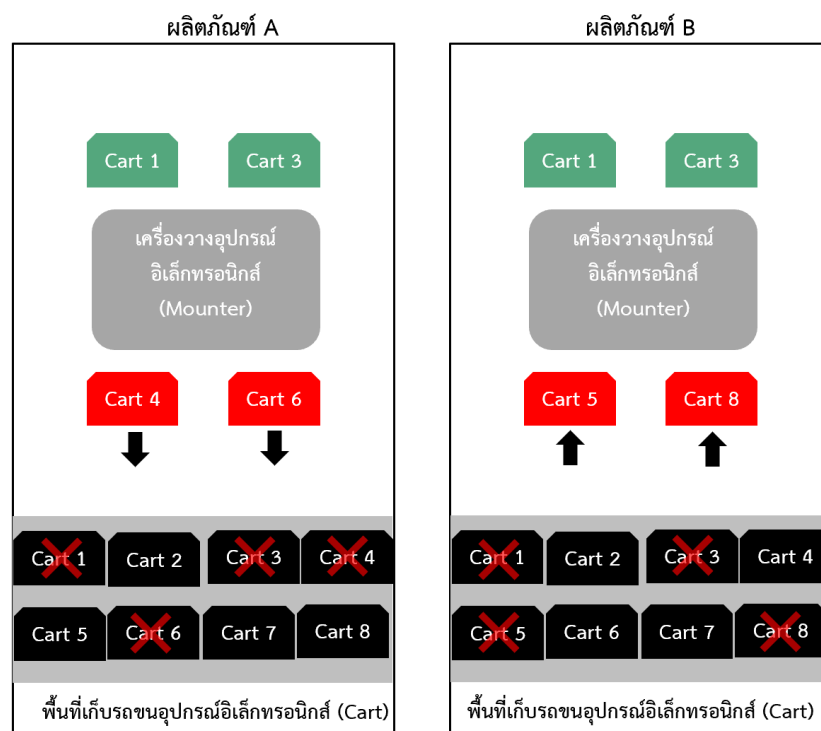 ผลิตภัณฑ์ A
Cart 1 Cart 3
เครื่องวางอุปกรณ์
อิเล็กทรอนิกส์
(Mounter)
Cart 4 Cart 6
Cart 1 Cart 2 Cart 3 Cart 4
Cart 5 Cart 6 Cart 7 Cart 8
พื้นที่เก็บรถขนอุปกรณ์อิเล็กทรอนิกส์ (Cart)
ผลิตภัณฑ์ B
Cart 1 Cart 3
เครื่องวางอุปกรณ์
อิเล็กทรอนิกส์
(Mounter)
Cart 5 Cart 8
Cart 1 Cart 2 Cart 3 Cart 4
Cart 5 Cart 6 Cart 7 Cart 8
พื้นที่เก็บรถขนอุปกรณ์อิเล็กทรอนิกส์ (Cart)